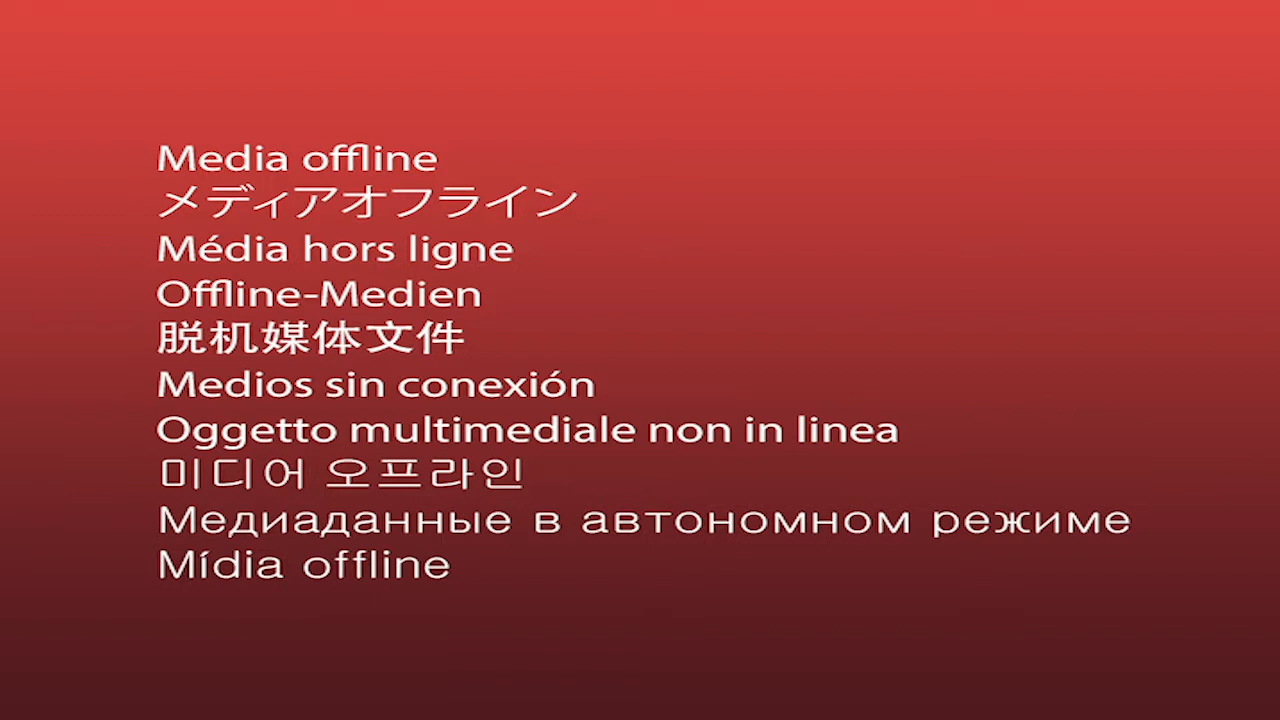 Media offline
メディアオフライン
Média hors ligne
Offline-Medien
脱机媒体文件
Medios sin conexión
Oggetto multimediale non in linea
미디어 오프라인
Медиаданные в автономном режиме
Mídia offline